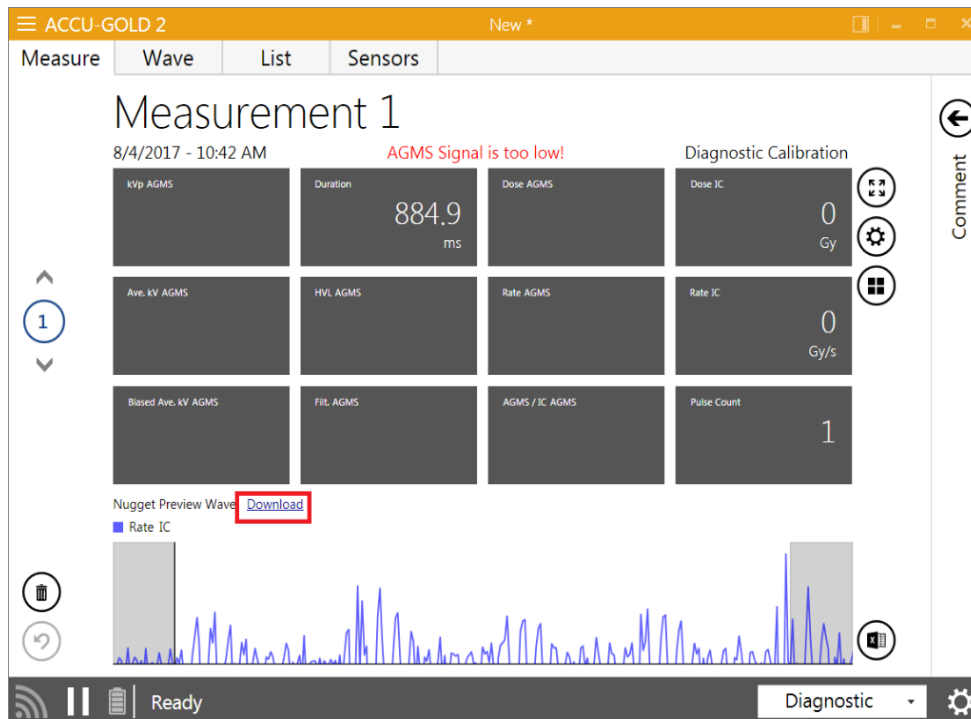 ACCU-GOLD 2
New *
Measure Wave List Sensors
Measurement 1
8/4/2017 - 10:42 AM AGMS Signal is too low! Diagnostic Calibration
Comment
kVp AGMS
Duration
884.9
ms
Dose AGMS
Dose IC
0
Gy
1
Ave. kV AGMS
HVL AGMS
Rate AGMS
Rate IC
0
Gy/s
Biased Ave. kV AGMS
Filt. AGMS
AGMS / IC AGMS
Pulse Count
1
Nugget Preview Wave Download
Rate IC
Ready
Diagnostic